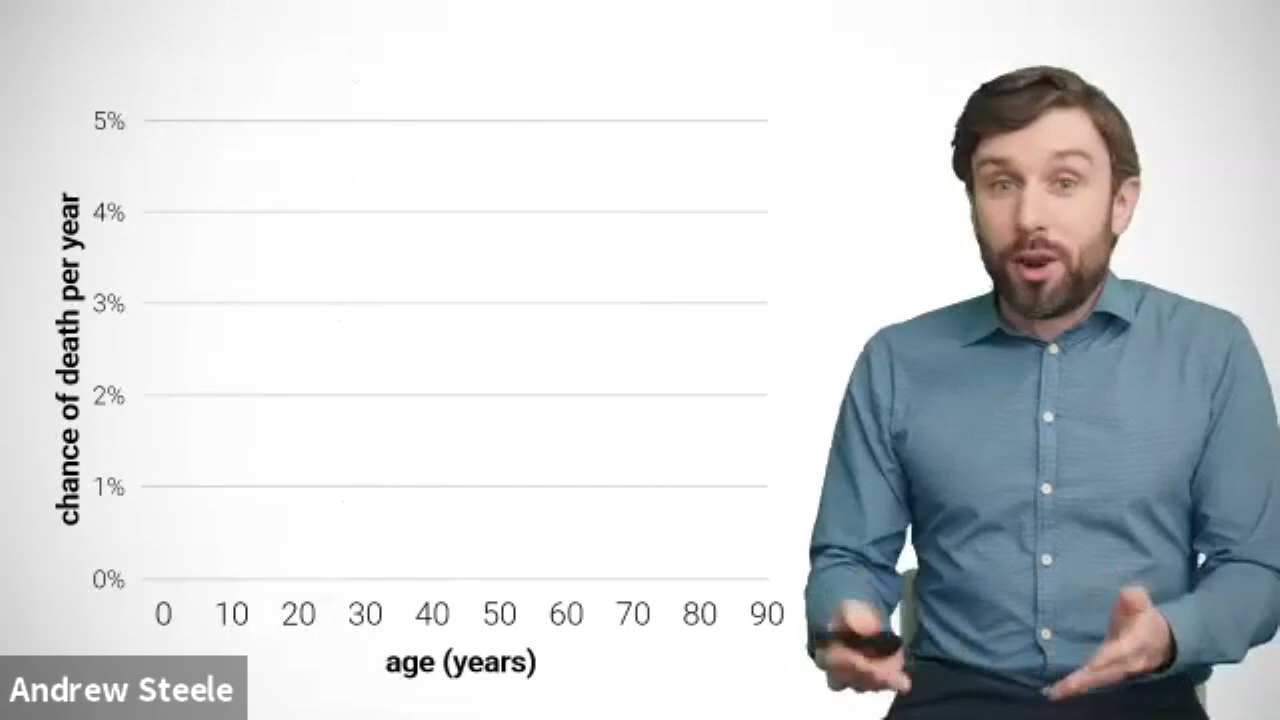 chance of death per year
5%
4%
3%
2%
1%
0%
0 10 20 30 40 50 60 70 80 90
age (years)
Andrew Steele